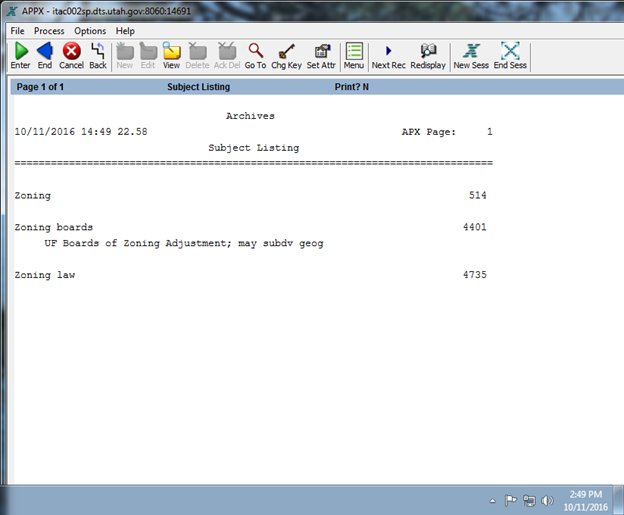 APPX - itac002sp.dts.utah.gov:8060:14691
File Process Options Help
Enter End Cancel Back New Edit View Delete Ack Del Go To Chg Key Set Attr Menu Next Rec Redisplay New Sess End Sess
Page 1 of 1 Subject Listing Print? N
Archives
10/11/2016 14:49 22.58 APX Page: 1
Subject Listing
================================================================================
Zoning 514
Zoning boards 4401
UF Boards of Zoning Adjustment; may subdv geog
Zoning law 4735
2:49 PM
10/11/2016